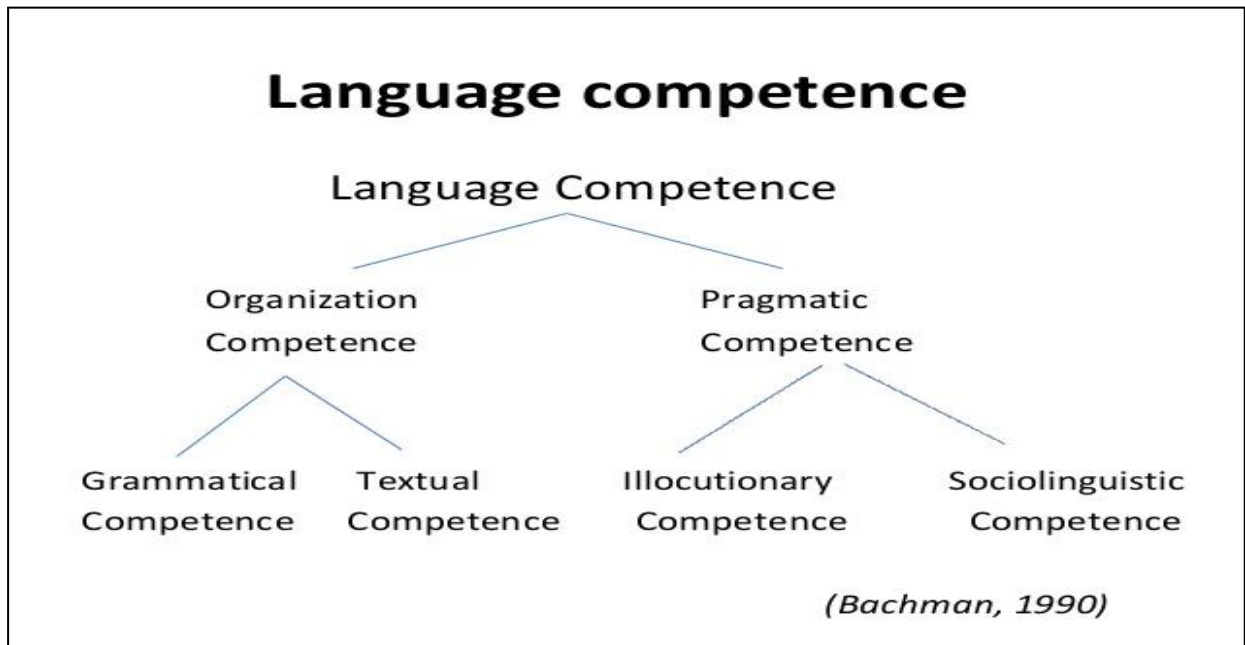 Language competence
Language Competence
Organization
Competence
Pragmatic
Competence
Grammatical
Competence
Textual
Competence
Illocutionary
Competence
Sociolinguistic
Competence
(Bachman, 1990)